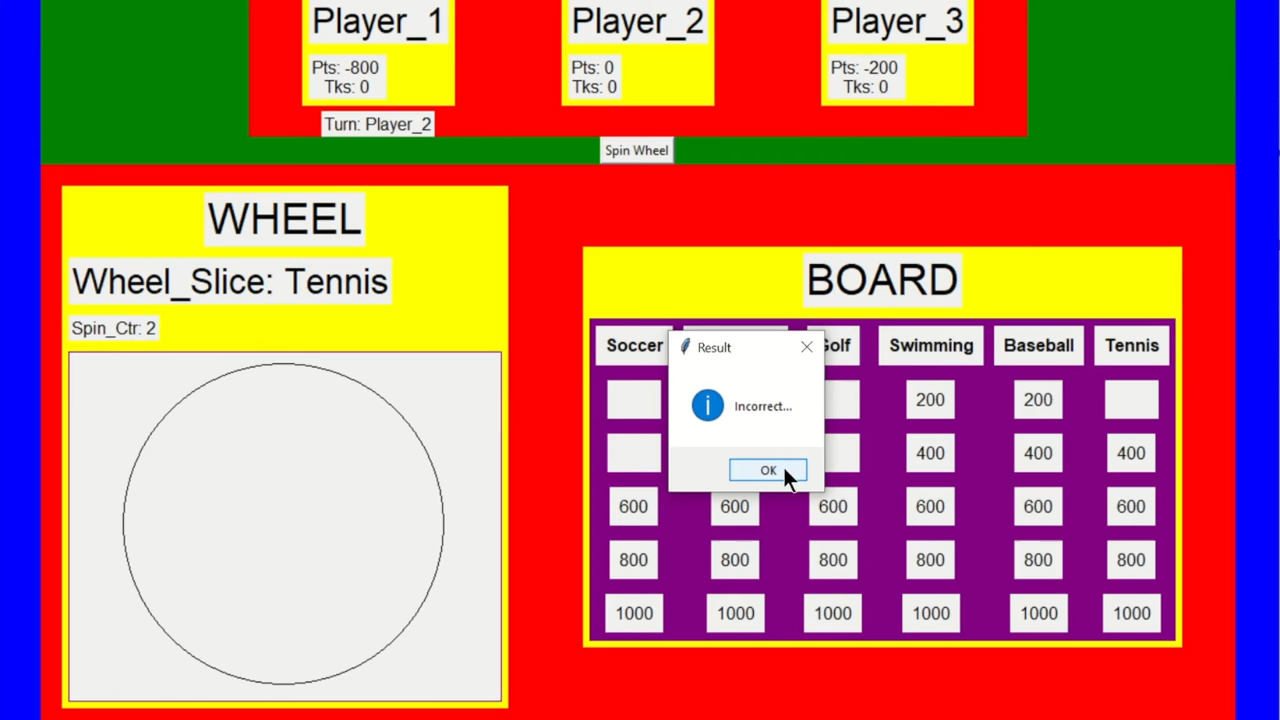 Player_1 Player_2 Player_3
Pts: -800 Pts: 0 Pts: -200
Tks: 0 Tks: 0 Tks: 0
Turn: Player_2
Spin Wheel
WHEEL
Wheel_Slice: Tennis
Spin_Ctr: 2
BOARD
Soccer Swimming Baseball Tennis
Result
200 200
Incorrect...
400 400 400
OK
600 600 600 600 600 600
800 800 800 800 800 800
1000 1000 1000 1000 1000 1000